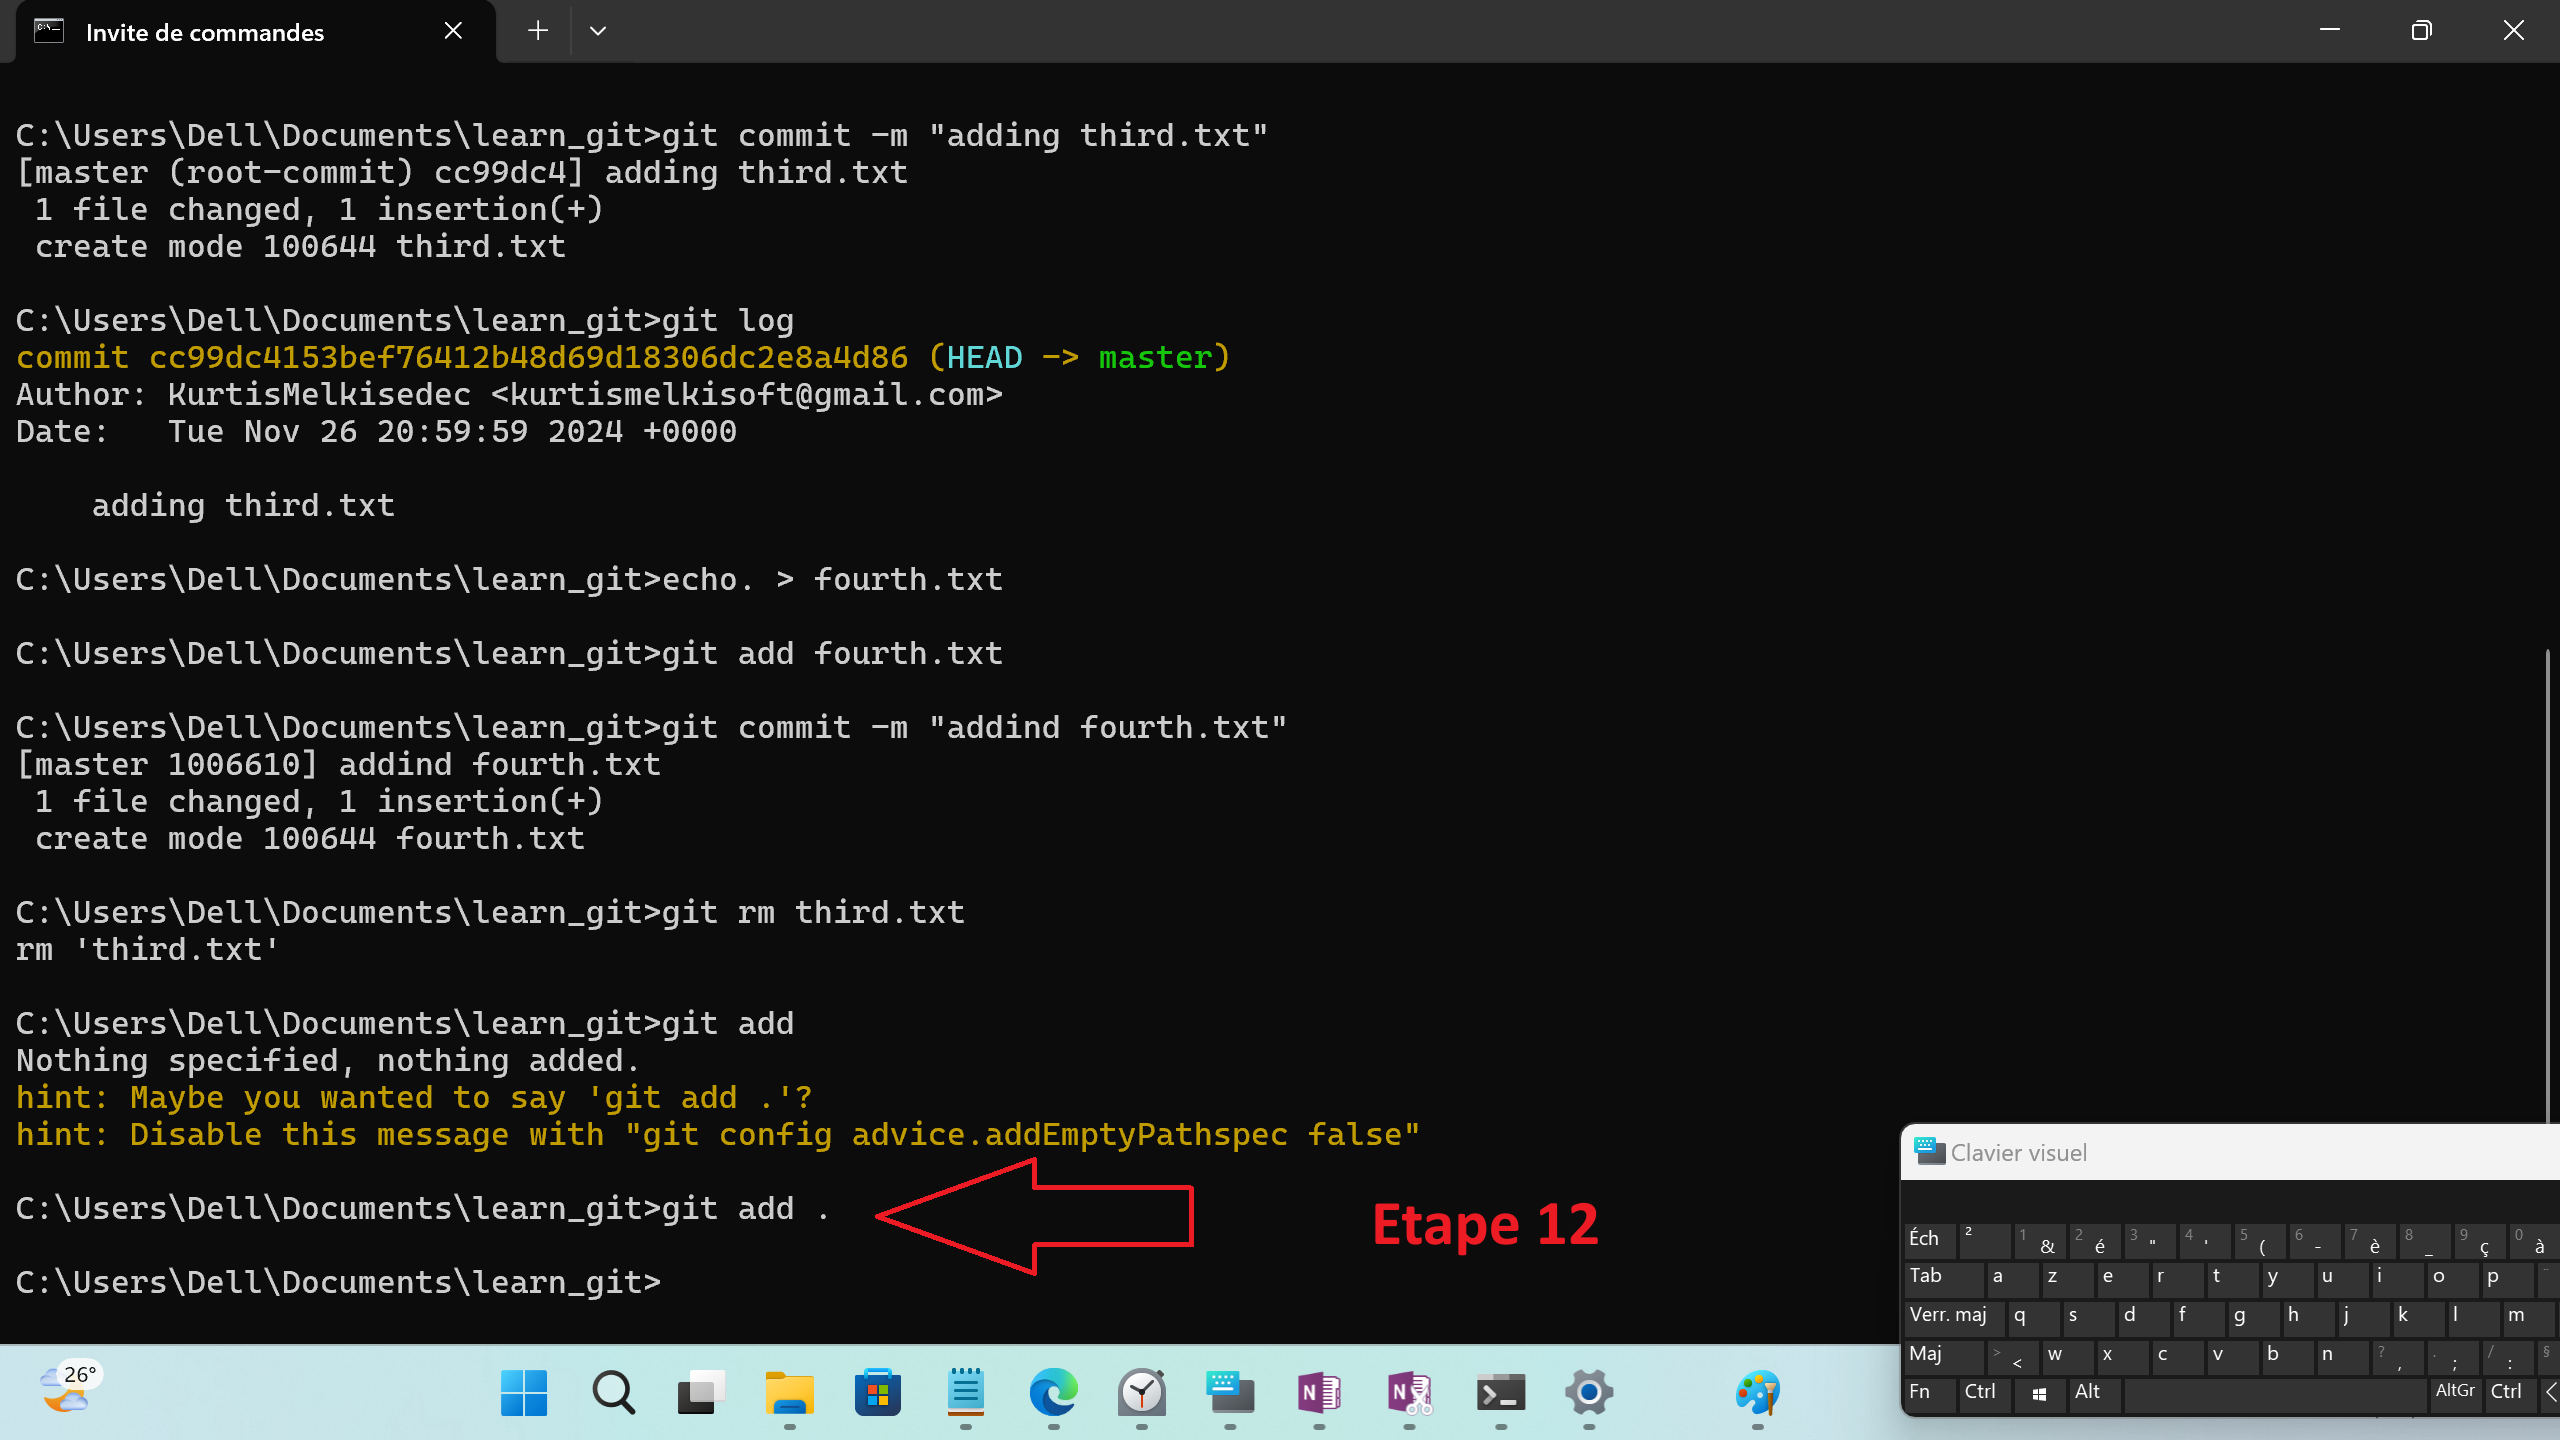 Invite de commandes
C:\Users\Dell\Documents\learn_git>git commit -m "adding third.txt"
[master (root-commit) cc99dc4] adding third.txt
 1 file changed, 1 insertion(+)
 create mode 100644 third.txt
C:\Users\Dell\Documents\learn_git>git log
commit cc99dc4153bef76412b48d69d18306dc2e8a4d86 (HEAD -> master)
Author: KurtisMelkisedec <kurtismelkisoft@gmail.com>
Date:   Tue Nov 26 20:59:59 2024 +0000
    adding third.txt
C:\Users\Dell\Documents\learn_git>echo. > fourth.txt
C:\Users\Dell\Documents\learn_git>git add fourth.txt
C:\Users\Dell\Documents\learn_git>git commit -m "addind fourth.txt"
[master 1006610] addind fourth.txt
 1 file changed, 1 insertion(+)
 create mode 100644 fourth.txt
C:\Users\Dell\Documents\learn_git>git rm third.txt
rm 'third.txt'
C:\Users\Dell\Documents\learn_git>git add
Nothing specified, nothing added.
hint: Maybe you wanted to say 'git add .'?
hint: Disable this message with "git config advice.addEmptyPathspec false"
C:\Users\Dell\Documents\learn_git>git add .
Etape 12
C:\Users\Dell\Documents\learn_git>
Clavier visuel
Éch ² 1 & 2 é 3 " 4 ' 5 ( 6 - 7 è 8 _ 9 ç 0 à
Tab a z e r t y u i o p
Verr. maj q s d f g h j k l m
Maj > < w x c v b n ? , . ; / : §
Fn Ctrl Alt AltGr Ctrl
26°